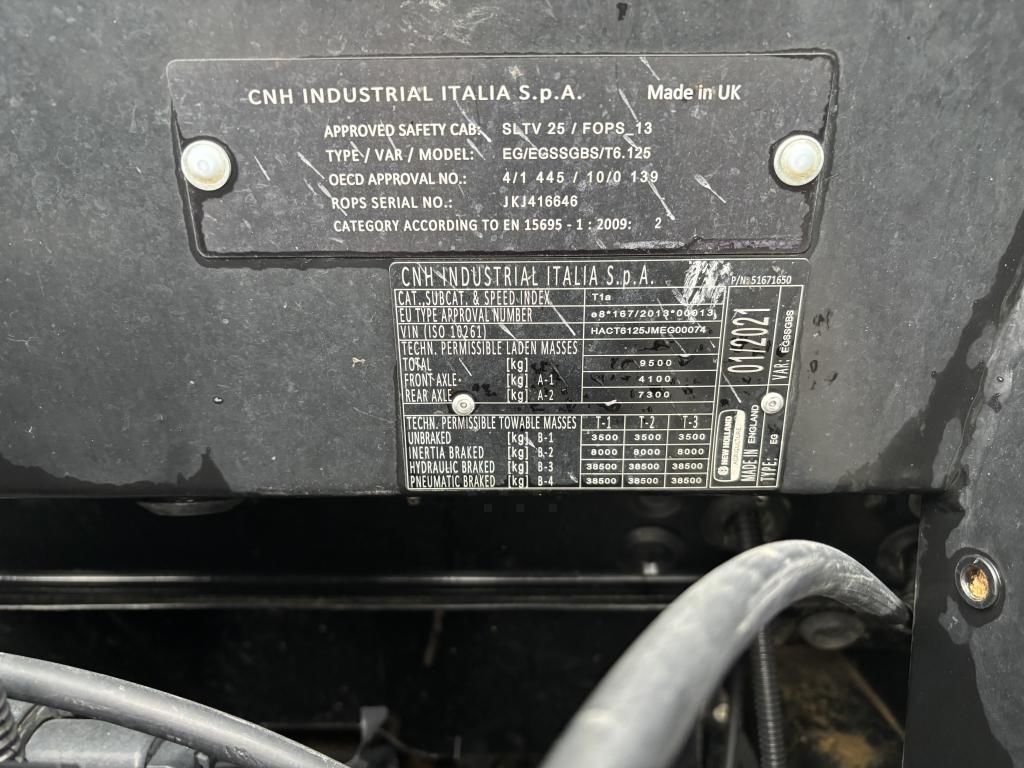 CNH INDUSTRIAL ITALIA S.p.A. Made in UK
APPROVED SAFETY CAB: SLTV 25 / FOPS_13
TYPE / VAR / MODEL: EG/EGSSGBS/T6.125
OECD APPROVAL NO.: 4/1 445 / 10/0 139
ROPS SERIAL NO.: JKJ416646
CATEGORY ACCORDING TO EN 15695 - 1 : 2009: 2
CNH INDUSTRIAL ITALIA S.p.A. P/N: 51671650
CAT.,SUBCAT. & SPEED INDEX T1a
EU TYPE APPROVAL NUMBER e8*167/2013*00013
VIN (ISO 10261) HACT6125JMEG00074
TECHN. PERMISSIBLE LADEN MASSES
TOTAL [kg] 9500
FRONT AXLE [kg] A-1 4100
REAR AXLE [kg] A-2 7300
TECHN. PERMISSIBLE TOWABLE MASSES T-1 T-2 T-3
UNBRAKED [kg] B-1 3500 3500 3500
INERTIA BRAKED [kg] B-2 8000 8000 8000
HYDRAULIC BRAKED [kg] B-3 38500 38500 38500
PNEUMATIC BRAKED [kg] B-4 38500 38500 38500
01/2021
NEW HOLLAND
MADE IN ENGLAND
TYPE: EG
VAR: EGSSGBS